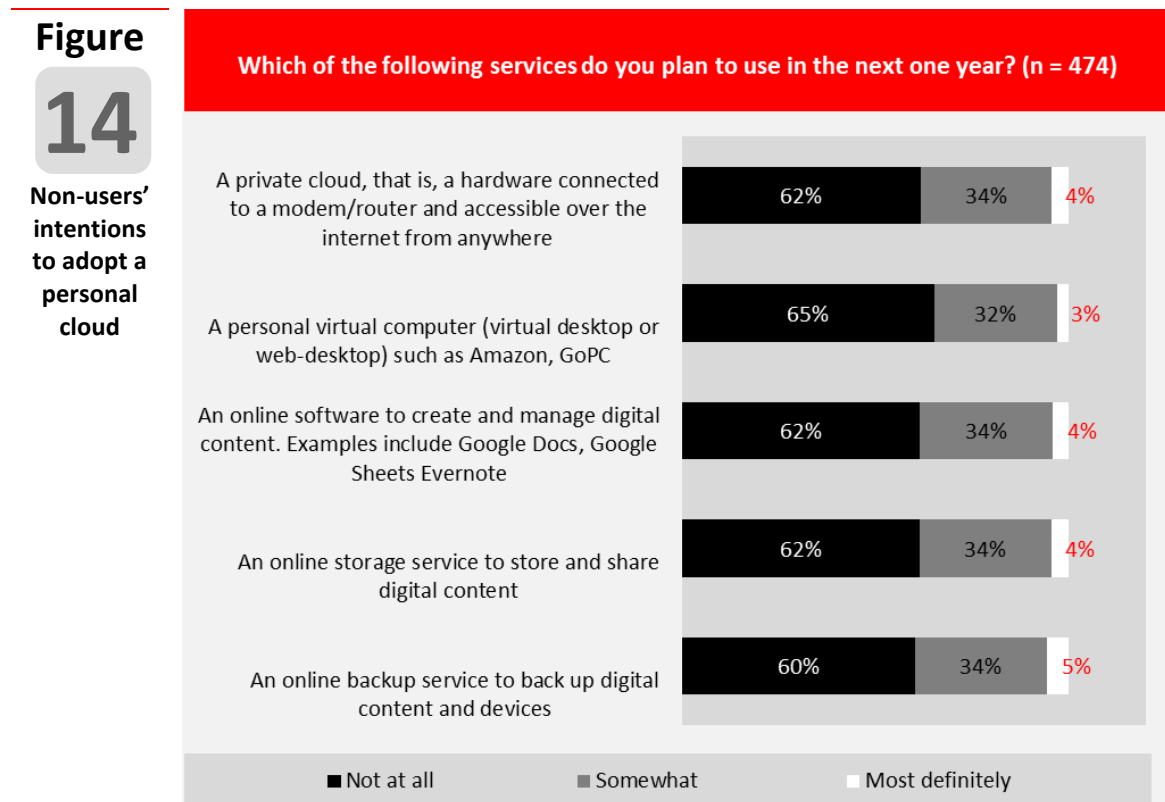 Figure
14
Non-users’
intentions
to adopt a
personal
cloud
Which of the following services do you plan to use in the next one year? (n = 474)
A private cloud, that is, a hardware connected
to a modem/router and accessible over the
internet from anywhere
62% 34% 4%
A personal virtual computer (virtual desktop or
web-desktop) such as Amazon, GoPC
65% 32% 3%
An online software to create and manage digital
content. Examples include Google Docs, Google
Sheets Evernote
62% 34% 4%
An online storage service to store and share
digital content
62% 34% 4%
An online backup service to back up digital
content and devices
60% 34% 5%
Not at all Somewhat Most definitely